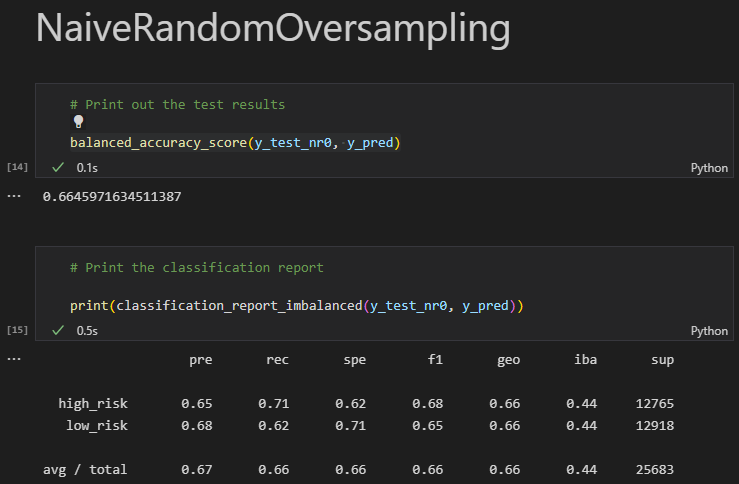 NaiveRandomOversampling
# Print out the test results
balanced_accuracy_score(y_test_nr0, y_pred)
[14]
0.1s
Python
0.6645971634511387
# Print the classification report
print(classification_report_imbalanced(y_test_nr0, y_pred))
[15]
0.5s
Python
pre rec spe f1 geo iba sup
high_risk 0.65 0.71 0.62 0.68 0.66 0.44 12765
low_risk 0.68 0.62 0.71 0.65 0.66 0.44 12918
avg / total 0.67 0.66 0.66 0.66 0.66 0.44 25683